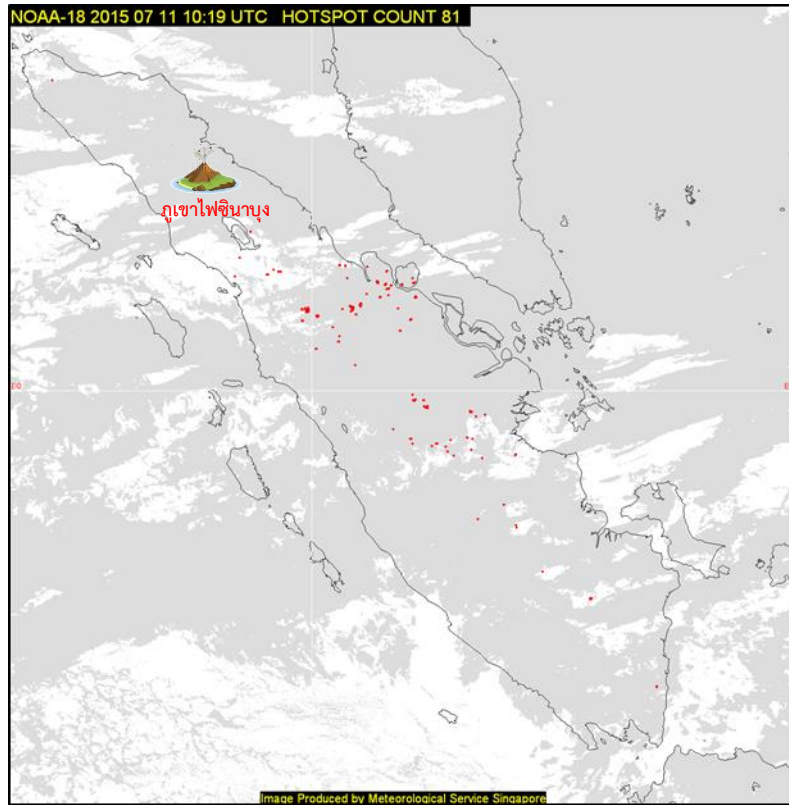 NOAA-18 2015 07 11 10:19 UTC HOTSPOT COUNT 81
ภูเขาไฟซินาบุง
EQ
Image Produced by Meteorological Service Singapore